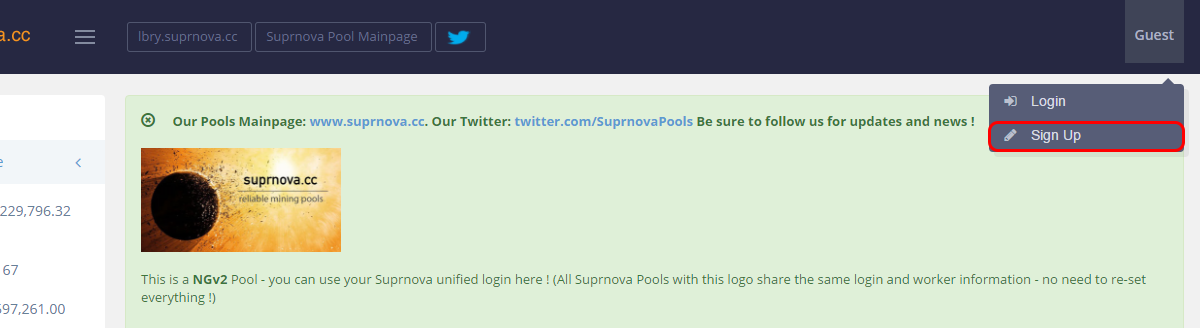 a.cc
lbry.suprnova.cc
Suprnova Pool Mainpage
Guest
Login
Sign Up
Our Pools Mainpage: www.suprnova.cc. Our Twitter: twitter.com/SuprnovaPools Be sure to follow us for updates and news !
suprnova.cc
reliable mining pools
e
229,796.32
67
597,261.00
This is a NGv2 Pool - you can use your Suprnova unified login here ! (All Suprnova Pools with this logo share the same login and worker information - no need to re-set
everything !)